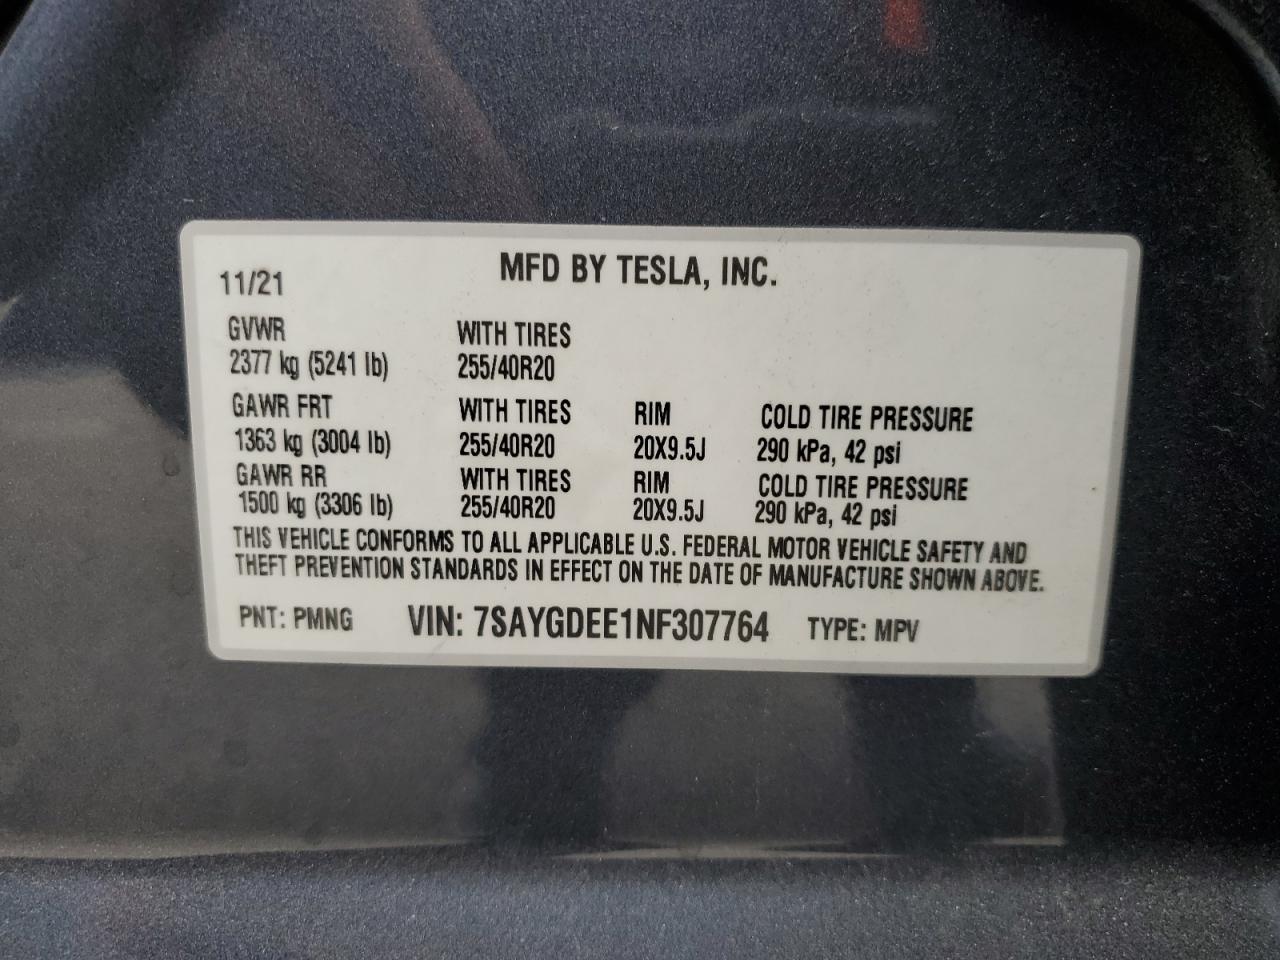 MFD BY TESLA, INC.
11/21
GVWR WITH TIRES
2377 kg (5241 lb) 255/40R20
GAWR FRT WITH TIRES RIM COLD TIRE PRESSURE
1363 kg (3004 lb) 255/40R20 20X9.5J 290 kPa, 42 psi
GAWR RR WITH TIRES RIM COLD TIRE PRESSURE
1500 kg (3306 lb) 255/40R20 20X9.5J 290 kPa, 42 psi
THIS VEHICLE CONFORMS TO ALL APPLICABLE U.S. FEDERAL MOTOR VEHICLE SAFETY AND
THEFT PREVENTION STANDARDS IN EFFECT ON THE DATE OF MANUFACTURE SHOWN ABOVE.
PNT: PMNG VIN: 7SAYGDEE1NF307764 TYPE: MPV